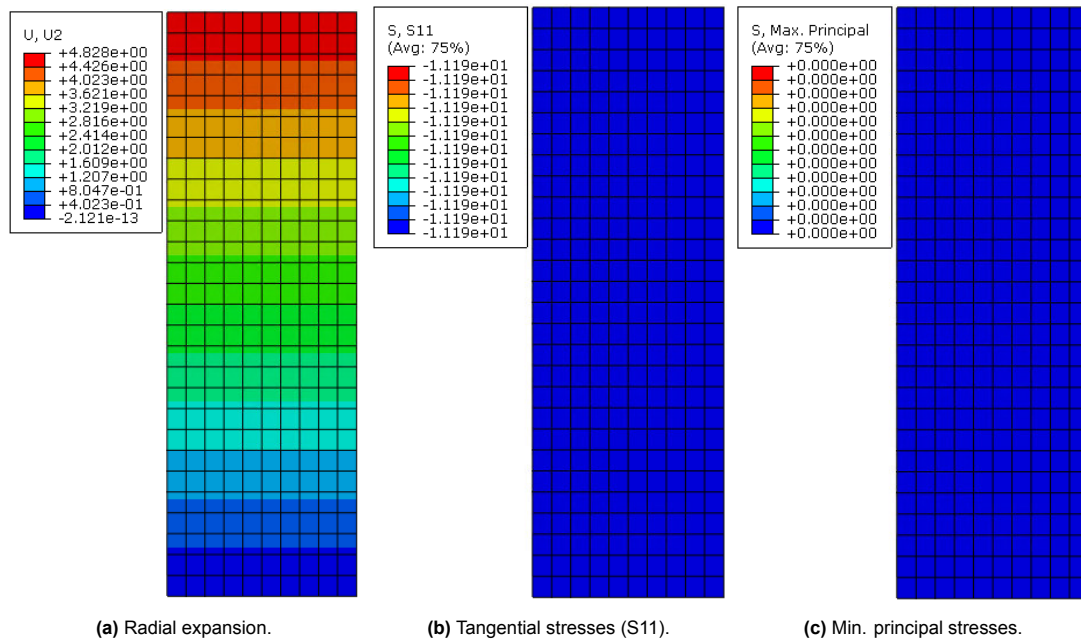 U, U2
+4.828e+00
+4.426e+00
+4.023e+00
+3.621e+00
+3.219e+00
+2.816e+00
+2.414e+00
+2.012e+00
+1.609e+00
+1.207e+00
+8.047e-01
+4.023e-01
-2.121e-13
S, S11
(Avg: 75%)
-1.119e+01
-1.119e+01
-1.119e+01
-1.119e+01
-1.119e+01
-1.119e+01
-1.119e+01
-1.119e+01
-1.119e+01
-1.119e+01
-1.119e+01
-1.119e+01
-1.119e+01
S, Max. Principal
(Avg: 75%)
+0.000e+00
+0.000e+00
+0.000e+00
+0.000e+00
+0.000e+00
+0.000e+00
+0.000e+00
+0.000e+00
+0.000e+00
+0.000e+00
+0.000e+00
+0.000e+00
+0.000e+00
(a) Radial expansion.
(b) Tangential stresses (S11).
(c) Min. principal stresses.